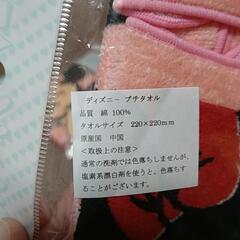 ディズニー プチタオル
品質 綿 100%
タオルサイズ 220×220mm
原産国 中国
<取扱上の注意>
通常の洗剤では色落ちしませんが、
塩素系漂白剤を使うと、色落ちす
ることがございます。